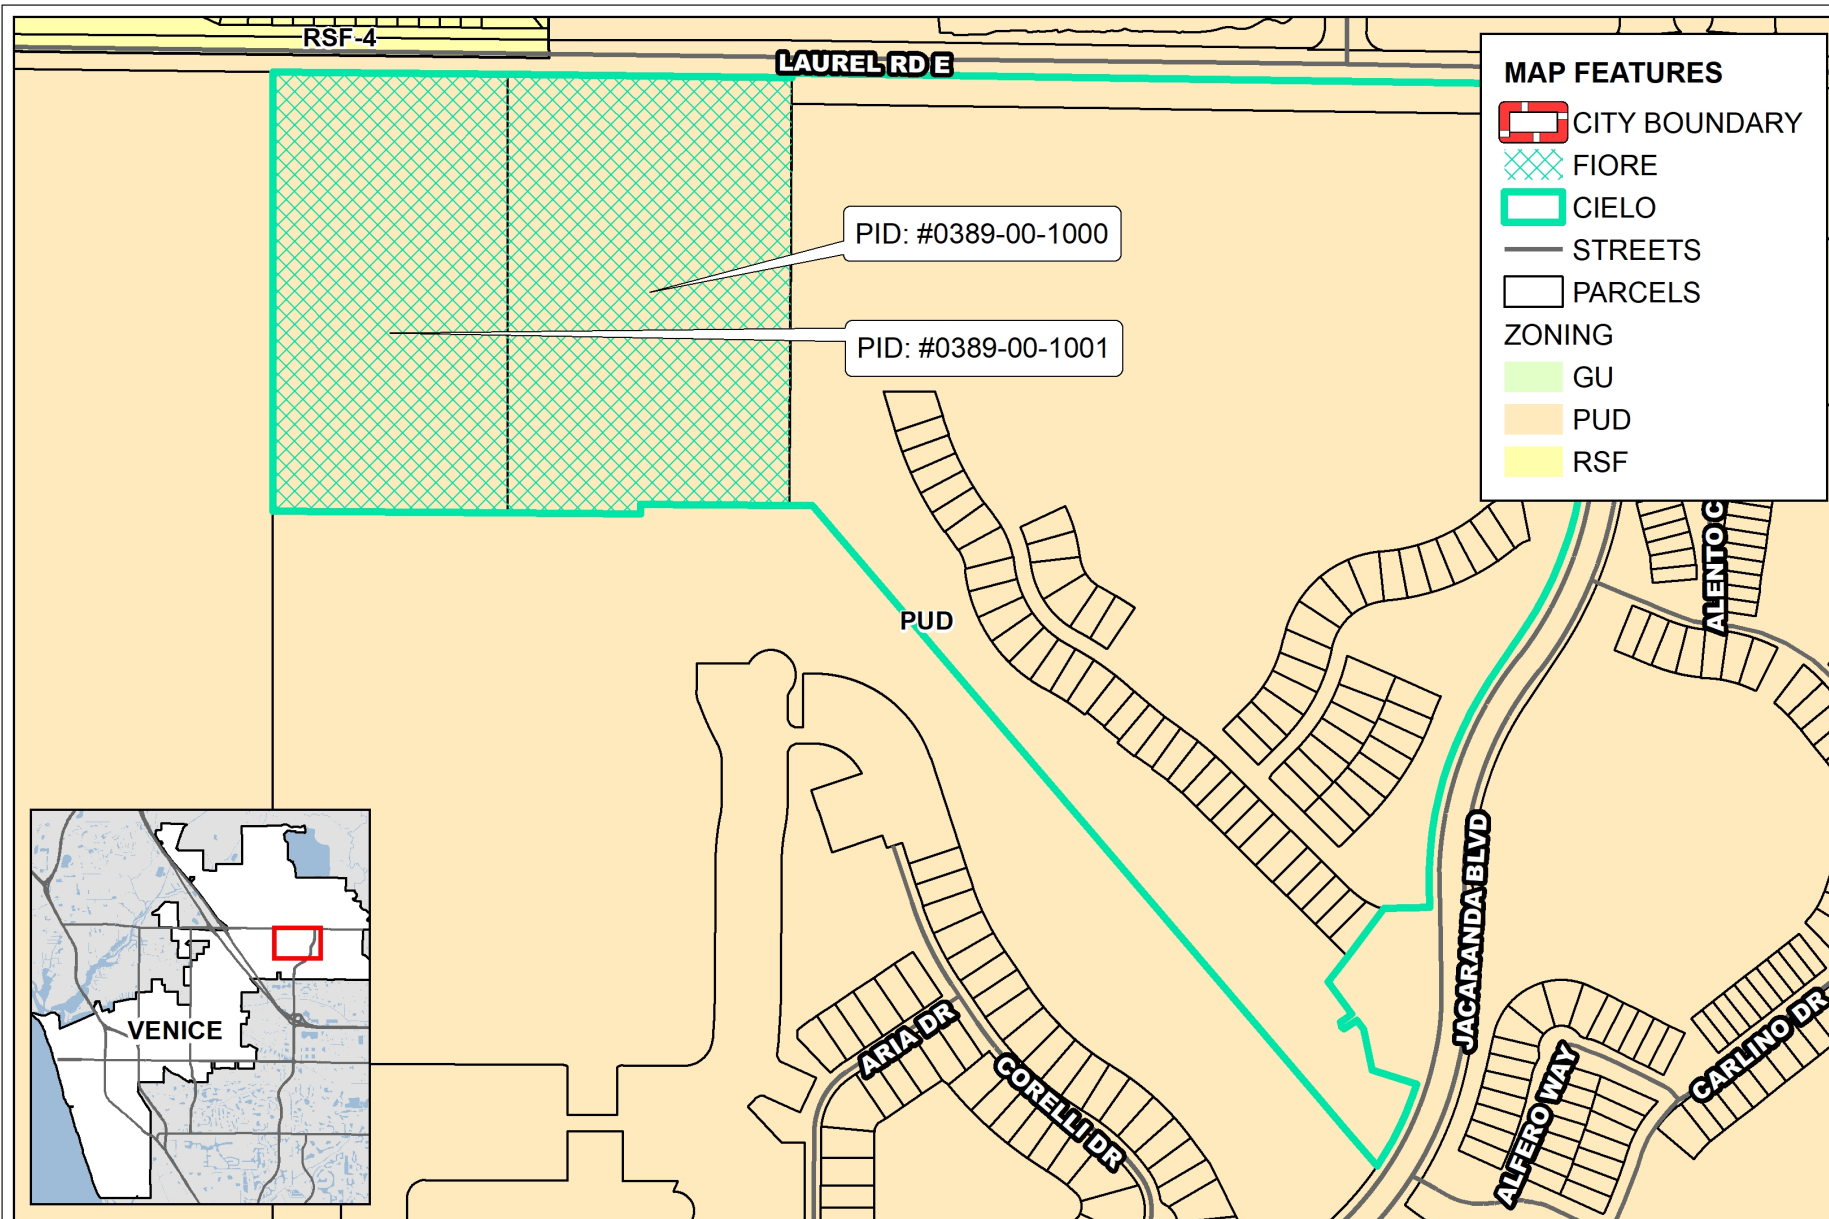 RSF-4
LAUREL RD E
MAP FEATURES
CITY BOUNDARY
FIORE
CIELO
STREETS
PARCELS
ZONING
GU
PUD
RSF
PID: #0389-00-1000
PID: #0389-00-1001
PUD
ALENTO C
JACARANDA BLVD
ARIA DR
CORELLI DR
ALFERO WAY
CARLINO DR
VENICE